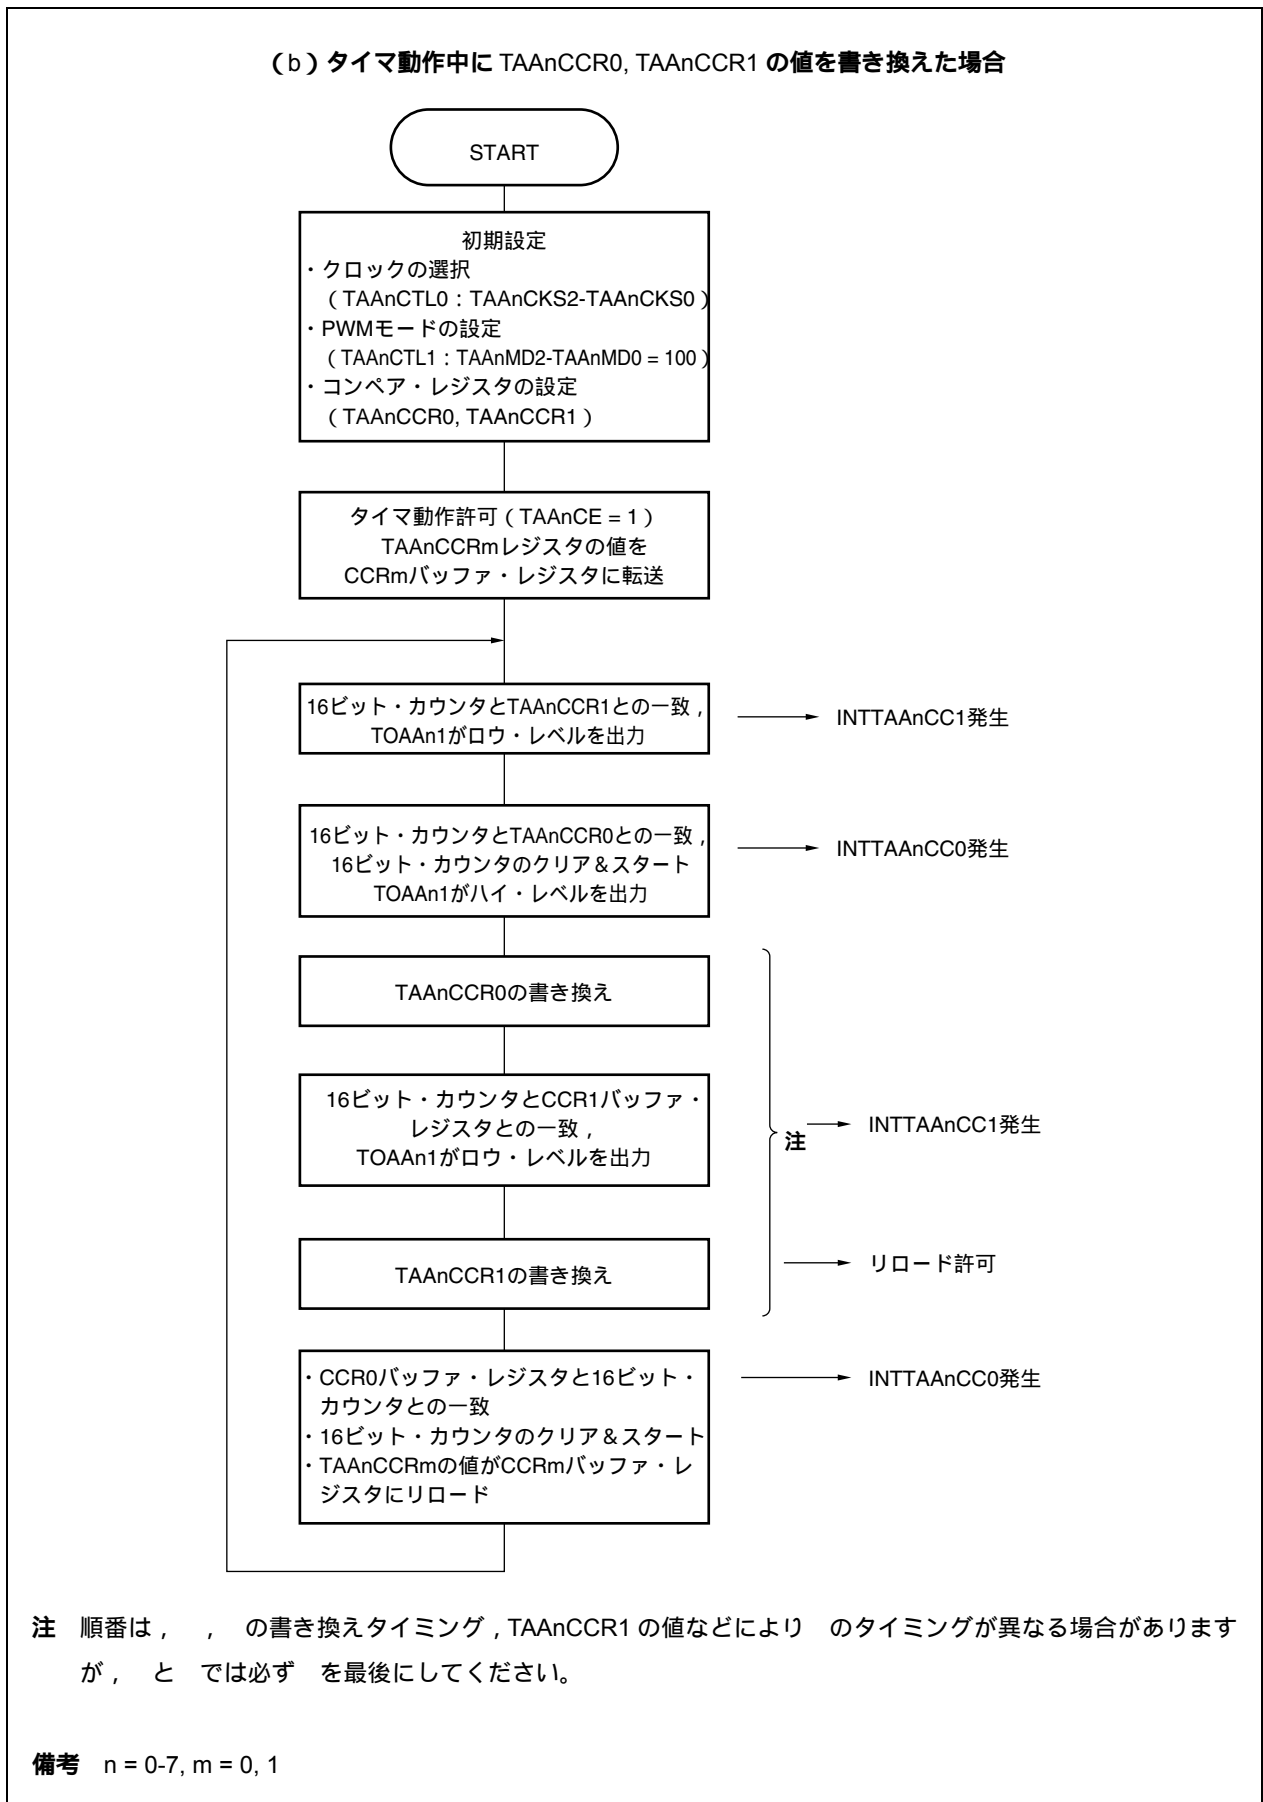 （b）タイマ動作中に TAAnCCR0, TAAnCCR1 の値を書き換えた場合
START
初期設定
・クロックの選択
（TAAnCTL0：TAAnCKS2-TAAnCKS0）
・PWMモードの設定
（TAAnCTL1：TAAnMD2-TAAnMD0 = 100）
・コンペア・レジスタの設定
（TAAnCCR0, TAAnCCR1）
タイマ動作許可（TAAnCE = 1）
TAAnCCRmレジスタの値を
CCRmバッファ・レジスタに転送
16ビット・カウンタとTAAnCCR1との一致，
TOAAn1がロウ・レベルを出力
INTTAAnCC1発生
16ビット・カウンタとTAAnCCR0との一致，
16ビット・カウンタのクリア＆スタート
TOAAn1がハイ・レベルを出力
INTTAAnCC0発生
TAAnCCR0の書き換え
16ビット・カウンタとCCR1バッファ・
レジスタとの一致，
TOAAn1がロウ・レベルを出力
注
INTTAAnCC1発生
TAAnCCR1の書き換え
リロード許可
・CCR0バッファ・レジスタと16ビット・
カウンタとの一致
・16ビット・カウンタのクリア＆スタート
・TAAnCCRmの値がCCRmバッファ・レ
ジスタにリロード
INTTAAnCC0発生
注　順番は，　，　の書き換えタイミング，TAAnCCR1 の値などにより　のタイミングが異なる場合があります
が，　と　では必ず　を最後にしてください。
備考　n = 0-7, m = 0, 1